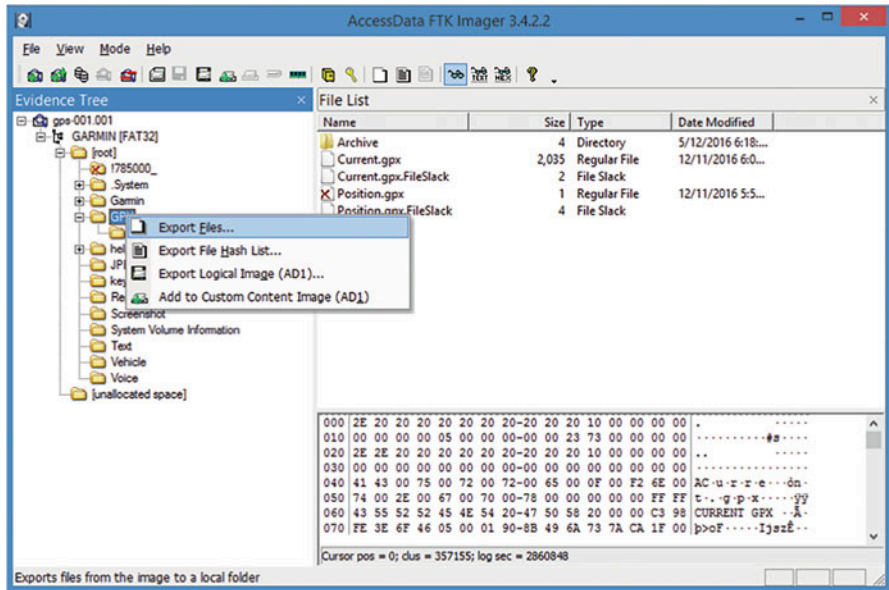 AccessData FTK Imager 3.4.2.2
File View Mode Help
Evidence Tree
gps-001.001
GARMIN [FAT32]
[root]
!785000_
.System
Garmin
GPX
Export Files...
Export File Hash List...
Export Logical Image (AD1)...
Add to Custom Content Image (AD1)
Screenshot
System Volume Information
Text
Vehicle
Voice
[unallocated space]
File List
Name Size Type Date Modified
Archive 4 Directory 5/12/2016 6:18:...
Current.gpx 2,035 Regular File 12/11/2016 6:0...
Current.gpx.FileSlack 2 File Slack
Position.gpx 1 Regular File 12/11/2016 5:5...
Position.gpx.FileSlack 4 File Slack
000 2E 20 20 20 20 20 20 20-20 20 20 10 00 00 00 00 . .....
010 00 00 00 00 05 00 00 00-00 00 23 73 00 00 00 00 ..........#s....
020 2E 2E 20 20 20 20 20 20-20 20 20 10 00 00 00 00 .. .....
030 00 00 00 00 00 00 00 00-00 00 00 00 00 00 00 00 ................
040 41 43 00 75 00 72 00 72-00 65 00 0F 00 F2 6E 00 AC·u·r·r·e···òn·
050 74 00 2E 00 67 00 70 00-78 00 00 00 00 00 FF FF t·.·g·p·x·····ÿÿ
060 43 55 52 52 45 4E 54 20-47 50 58 20 00 00 C3 98 CURRENT GPX ··Ã·
070 FE 3E 6F 46 05 00 01 90-8B 49 6A 73 7A CA 1F 00 þ>oF·····IjszÊ··
Cursor pos = 0; clus = 357155; log sec = 2860848
Exports files from the image to a local folder